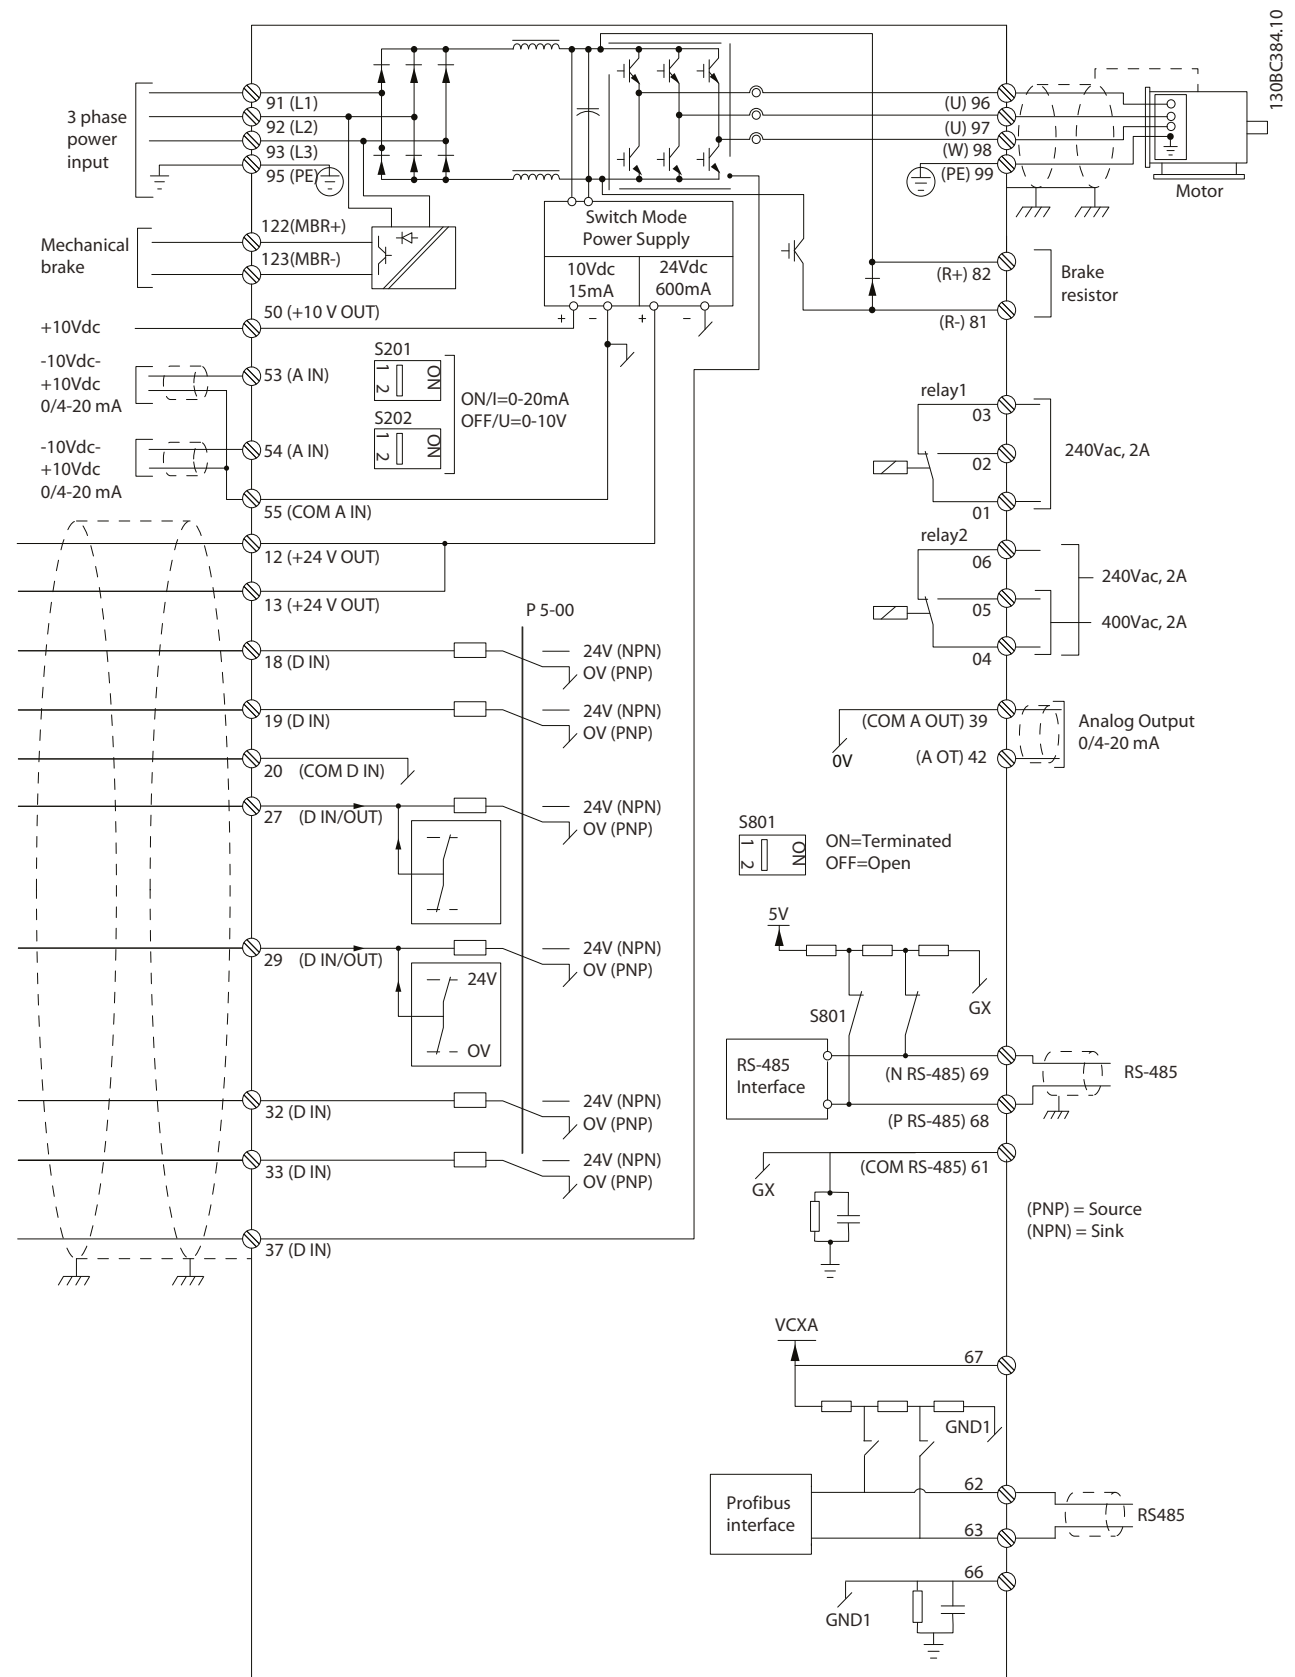 130BC384.10
3 phase
power
input
91 (L1)
92 (L2)
93 (L3)
95 (PE)
(U) 96
(U) 97
(W) 98
(PE) 99
Motor
Switch Mode
Power Supply
10Vdc
15mA
24Vdc
600mA
+ - + -
Mechanical
brake
122(MBR+)
123(MBR-)
(R+) 82
(R-) 81
Brake
resistor
+10Vdc
50 (+10 V OUT)
-10Vdc-
+10Vdc
0/4-20 mA
53 (A IN)
-10Vdc-
+10Vdc
0/4-20 mA
54 (A IN)
55 (COM A IN)
S201
1 2 ON
S202
1 2 ON
ON/I=0-20mA
OFF/U=0-10V
relay1
03
02
01
240Vac, 2A
relay2
06
05
04
240Vac, 2A
400Vac, 2A
12 (+24 V OUT)
13 (+24 V OUT)
P 5-00
18 (D IN)
24V (NPN)
OV (PNP)
19 (D IN)
24V (NPN)
OV (PNP)
20 (COM D IN)
27 (D IN/OUT)
24V (NPN)
OV (PNP)
29 (D IN/OUT)
24V
OV
24V (NPN)
OV (PNP)
32 (D IN)
24V (NPN)
OV (PNP)
33 (D IN)
24V (NPN)
OV (PNP)
37 (D IN)
(COM A OUT) 39
0V
(A OT) 42
Analog Output
0/4-20 mA
S801
1 2 ON
ON=Terminated
OFF=Open
5V
GX
S801
RS-485
Interface
(N RS-485) 69
(P RS-485) 68
RS-485
(COM RS-485) 61
GX
(PNP) = Source
(NPN) = Sink
VCXA
67
GND1
Profibus
interface
62
63
RS485
66
GND1